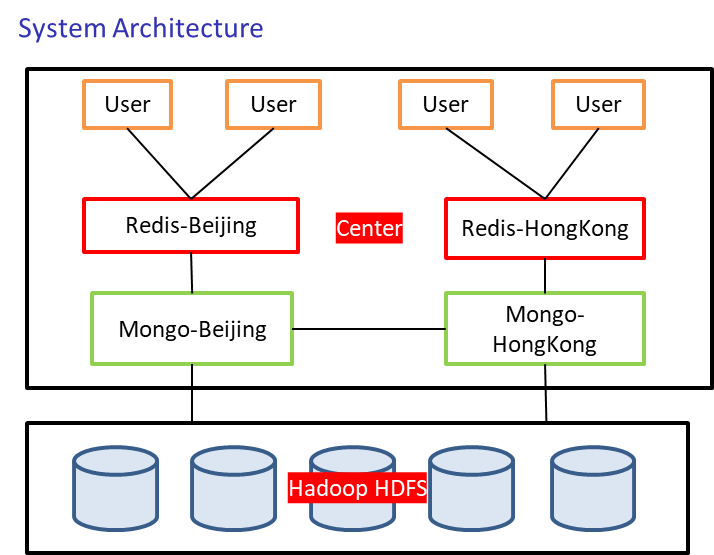 System Architecture
User
User
User
User
Redis-Beijing
Center
Redis-HongKong
Mongo-Beijing
Mongo-
HongKong
Hadoop HDFS